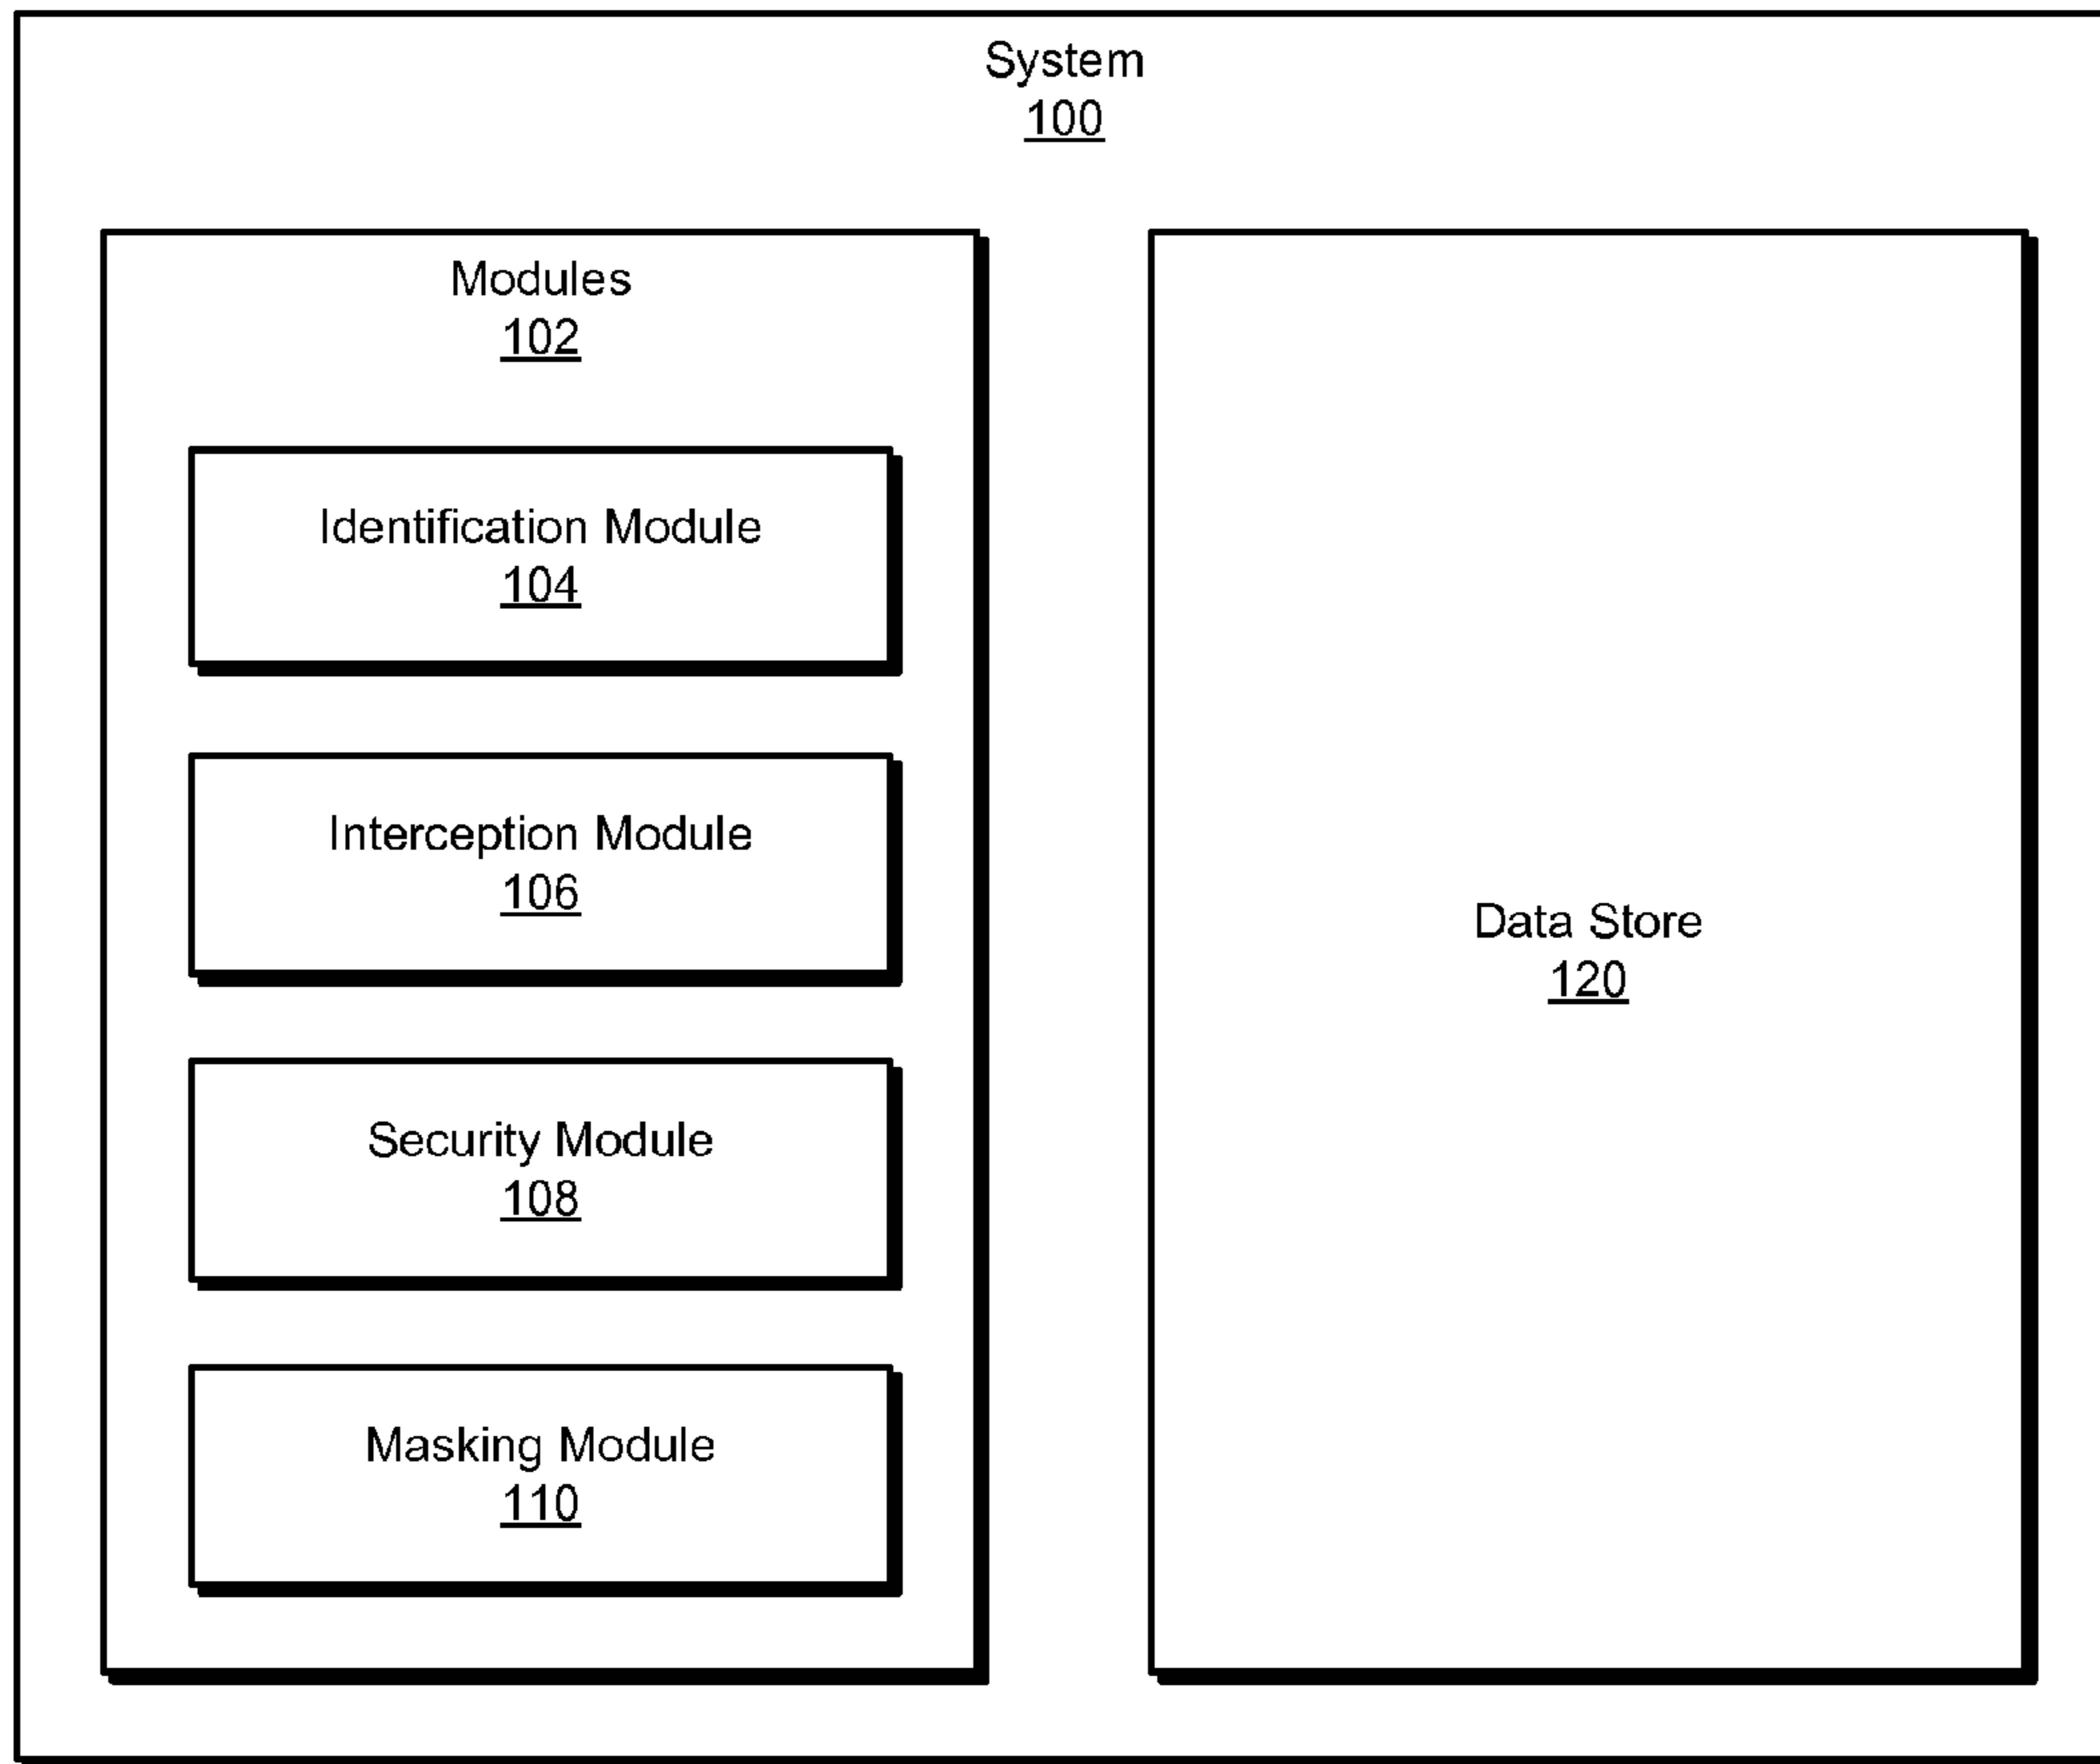 System
100
Modules
102
Identification Module
104
Interception Module
106
Security Module
108
Masking Module
110
Data Store
120